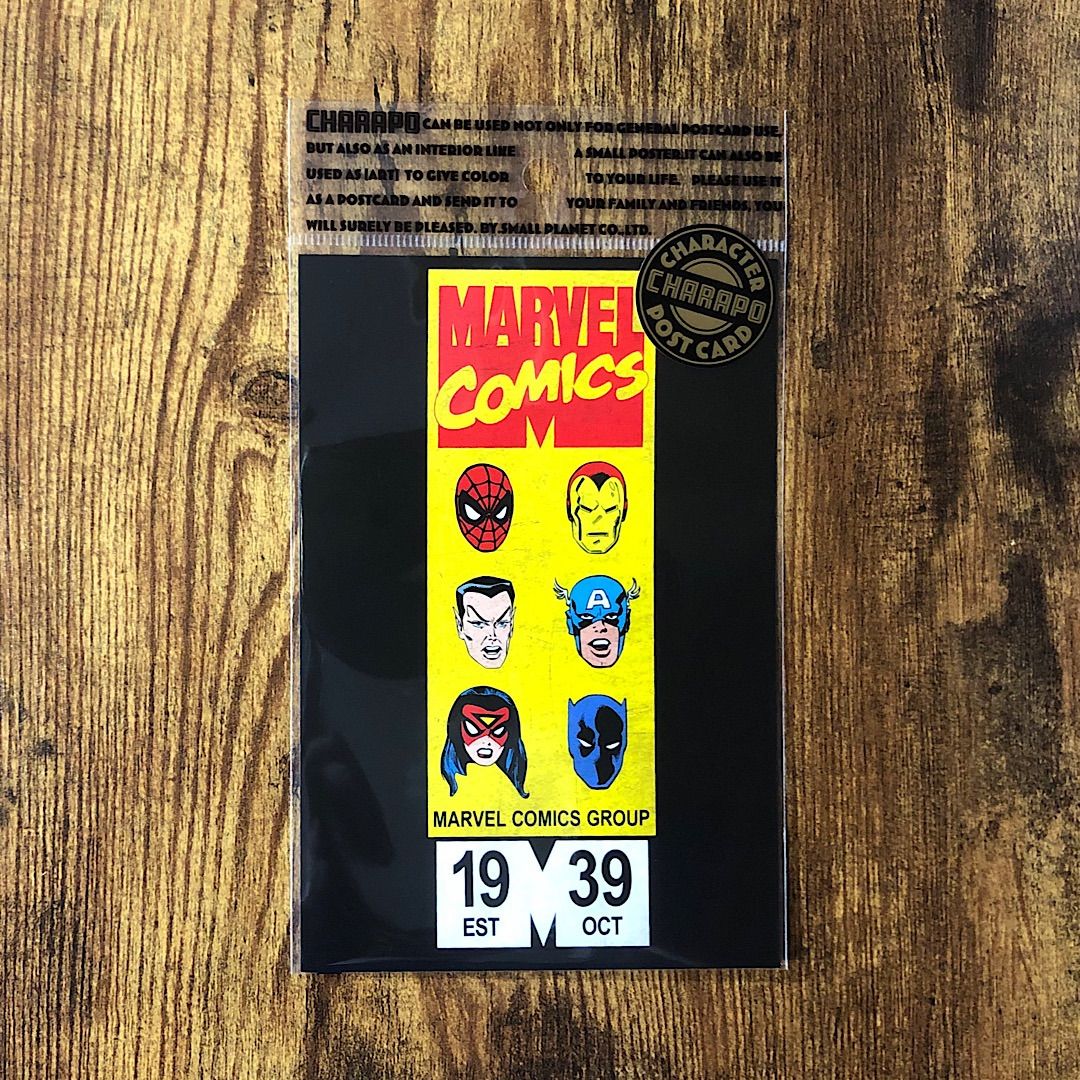 CHARAPO CAN BE USED NOT ONLY FOR GENERAL POSTCARD USE,
BUT ALSO AS AN INTERIOR LIKE A SMALL POSTER.IT CAN ALSO BE
USED AS [ART] TO GIVE COLOR TO YOUR LIFE. PLEASE USE IT
AS A POSTCARD AND SEND IT TO YOUR FAMILY AND FRIENDS, YOU
WILL SURELY BE PLEASED. BY.SMALL PLANET CO.,LTD.
CHARACTER
CHARAPO
POST CARD
MARVEL
COMICS
A
MARVEL COMICS GROUP
19 39
EST OCT